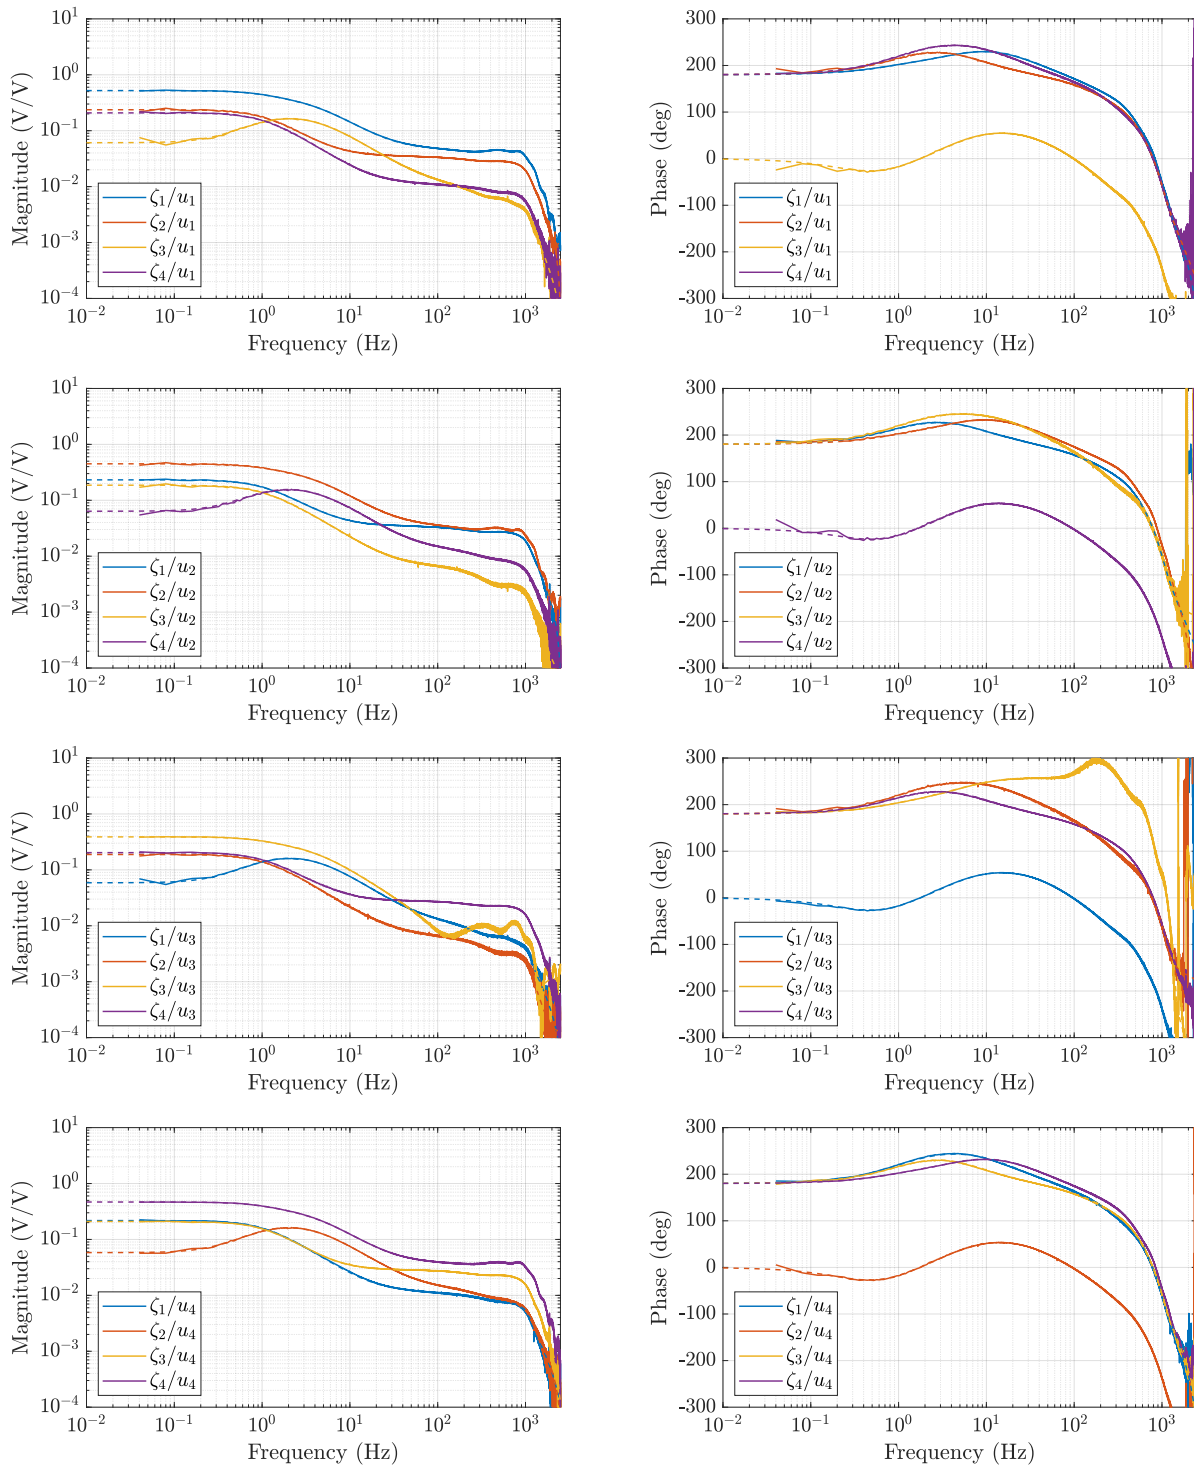 10^1
10^0
10^-1
10^-2
10^-3
10^-4
Magnitude (V/V)
ζ1/u1
ζ2/u1
ζ3/u1
ζ4/u1
10^-2 10^-1 10^0 10^1 10^2 10^3
Frequency (Hz)
300
200
100
0
-100
-200
-300
Phase (deg)
ζ1/u1
ζ2/u1
ζ3/u1
ζ4/u1
10^-2 10^-1 10^0 10^1 10^2 10^3
Frequency (Hz)
10^1
10^0
10^-1
10^-2
10^-3
10^-4
Magnitude (V/V)
ζ1/u2
ζ2/u2
ζ3/u2
ζ4/u2
10^-2 10^-1 10^0 10^1 10^2 10^3
Frequency (Hz)
300
200
100
0
-100
-200
-300
Phase (deg)
ζ1/u2
ζ2/u2
ζ3/u2
ζ4/u2
10^-2 10^-1 10^0 10^1 10^2 10^3
Frequency (Hz)
10^1
10^0
10^-1
10^-2
10^-3
10^-4
Magnitude (V/V)
ζ1/u3
ζ2/u3
ζ3/u3
ζ4/u3
10^-2 10^-1 10^0 10^1 10^2 10^3
Frequency (Hz)
300
200
100
0
-100
-200
-300
Phase (deg)
ζ1/u3
ζ2/u3
ζ3/u3
ζ4/u3
10^-2 10^-1 10^0 10^1 10^2 10^3
Frequency (Hz)
10^1
10^0
10^-1
10^-2
10^-3
10^-4
Magnitude (V/V)
ζ1/u4
ζ2/u4
ζ3/u4
ζ4/u4
10^-2 10^-1 10^0 10^1 10^2 10^3
Frequency (Hz)
300
200
100
0
-100
-200
-300
Phase (deg)
ζ1/u4
ζ2/u4
ζ3/u4
ζ4/u4
10^-2 10^-1 10^0 10^1 10^2 10^3
Frequency (Hz)